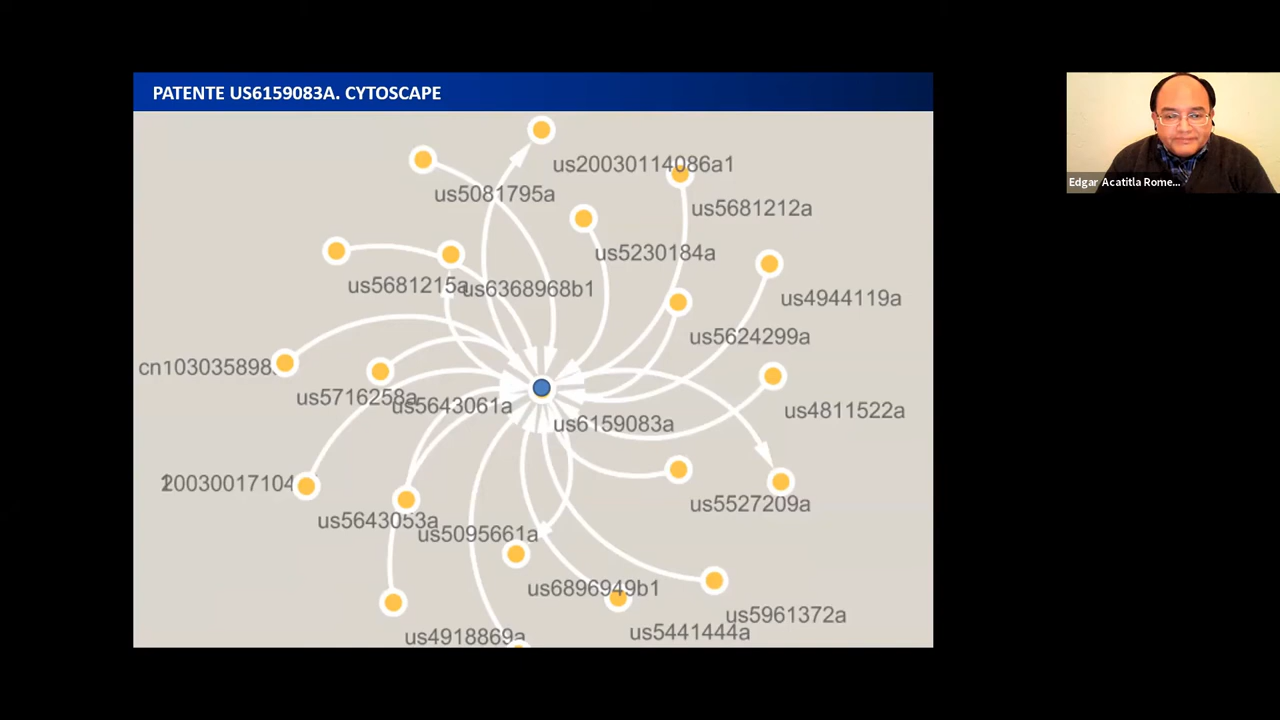 PATENTE US6159083A. CYTOSCAPE
us20030114086a1
us5081795a
us5681212a
us5230184a
us5681215a
us6368968b1
us4944119a
us5624299a
cn103035898
us5716258a
us5643061a
us4811522a
us6159083a
20030017104
us5527209a
us5643053a
us5095661a
us6896949b1
us5961372a
us5441444a
us4918869a
Edgar Acatitla Rome...